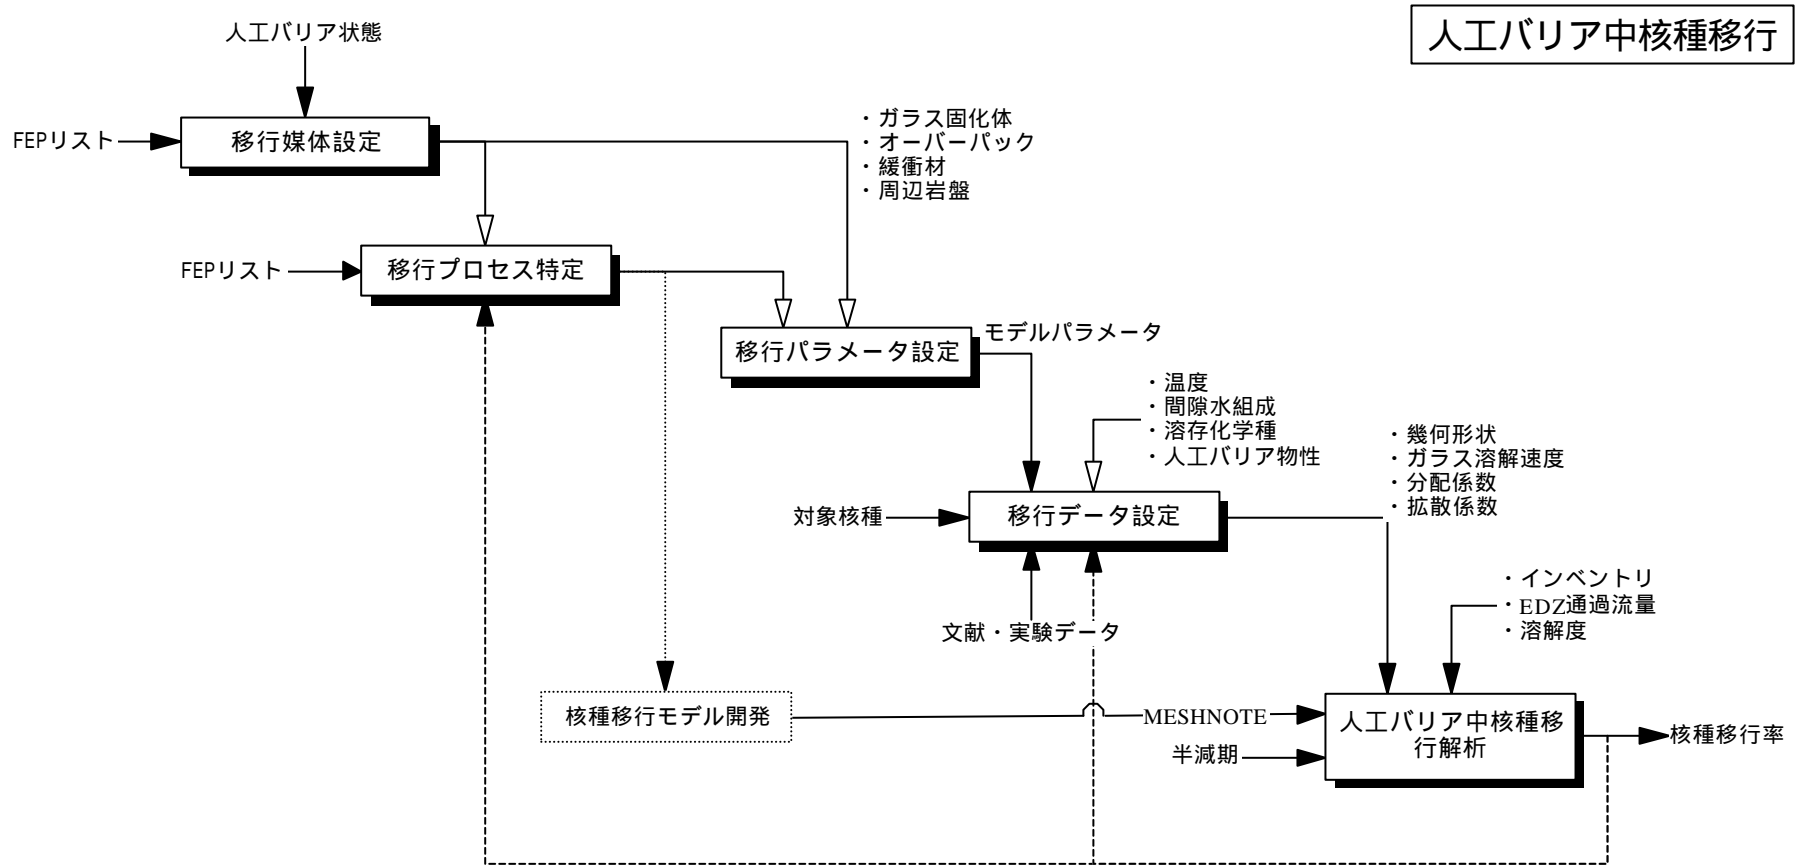 人工バリア中核種移行
人工バリア状態
FEPリスト
移行媒体設定
・ガラス固化体
・オーバーパック
・緩衝材
・周辺岩盤
FEPリスト
移行プロセス特定
移行パラメータ設定
モデルパラメータ
・温度
・間隙水組成
・溶存化学種
・人工バリア物性
対象核種
移行データ設定
・幾何形状
・ガラス溶解速度
・分配係数
・拡散係数
文献・実験データ
・インベントリ
・EDZ通過流量
・溶解度
核種移行モデル開発
MESHNOTE
半減期
人工バリア中核種移
行解析
核種移行率